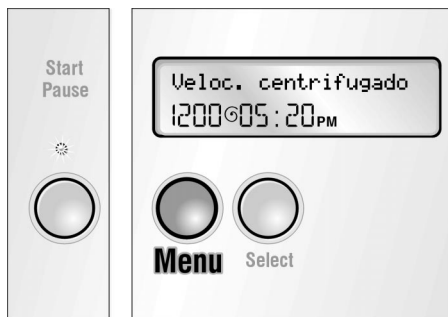 Start
Pause
Veloc. centrifugado
1200 05:20PM
Menu
Select